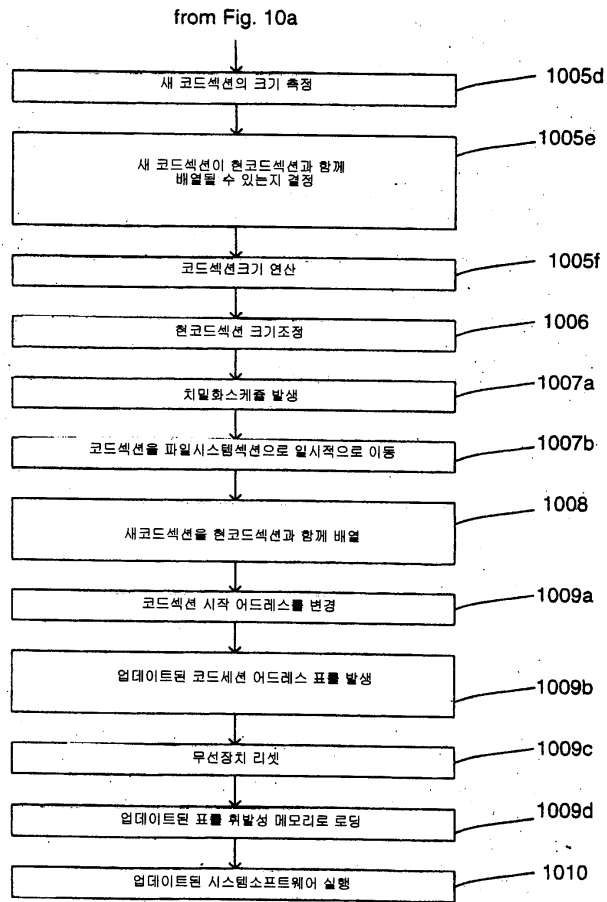 from Fig. 10a
새 코드섹션의 크기 측정
1005d
새 코드섹션이 현코드섹션과 함께
배열될 수 있는지 결정
1005e
코드섹션크기 연산
1005f
현코드섹션 크기조정
1006
치밀화스케쥴 발생
1007a
코드섹션을 파일시스템섹션으로 일시적으로 이동
1007b
새코드섹션을 현코드섹션과 함께 배열
1008
코드섹션 시작 어드레스를 변경
1009a
업데이트된 코드세션 어드레스 표를 발생
1009b
무선장치 리셋
1009c
업데이트된 표를 휘발성 메모리로 로딩
1009d
업데이트된 시스템소프트웨어 실행
1010